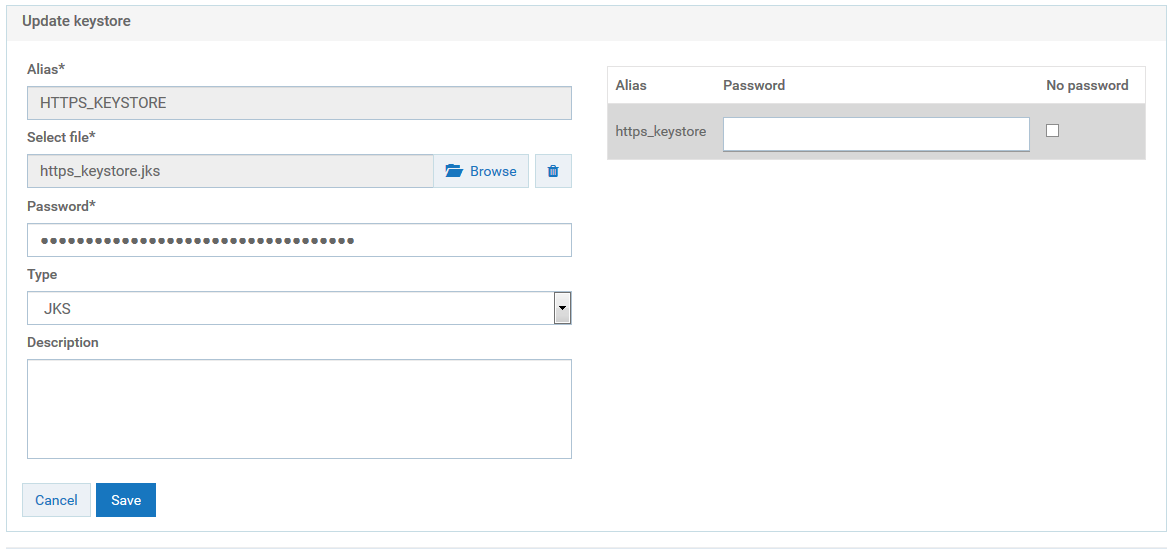 Update keystore
Alias*
HTTPS_KEYSTORE
Select file*
https_keystore.jks Browse
Password*
●●●●●●●●●●●●●●●●●●●●●●●●●●●●●●●●●●●
Type
JKS
Description
Cancel Save
Alias Password No password
https_keystore